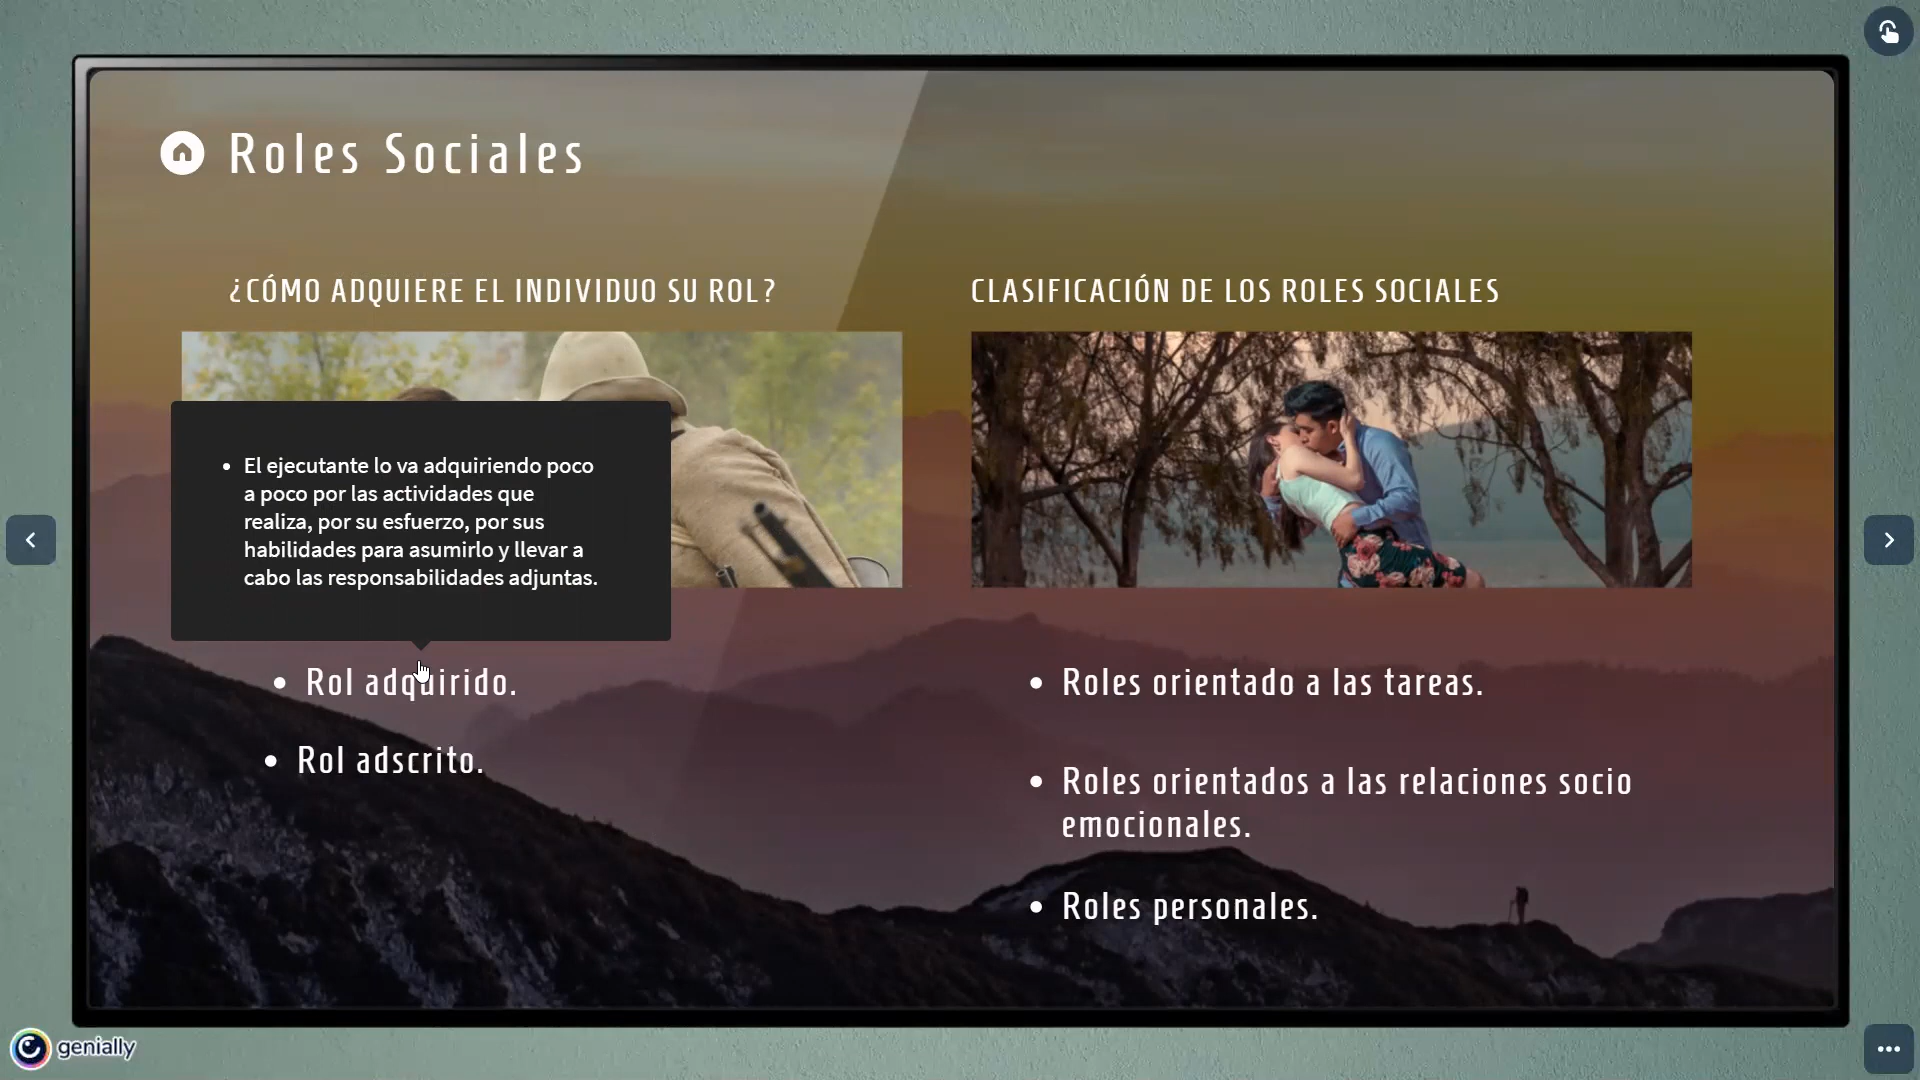 Roles Sociales
¿CÓMO ADQUIERE EL INDIVIDUO SU ROL?
El ejecutante lo va adquiriendo poco
a poco por las actividades que
realiza, por su esfuerzo, por sus
habilidades para asumirlo y llevar a
cabo las responsabilidades adjuntas.
• Rol adquirido.
• Rol adscrito.
CLASIFICACIÓN DE LOS ROLES SOCIALES
• Roles orientado a las tareas.
• Roles orientados a las relaciones socio
emocionales.
• Roles personales.
genially